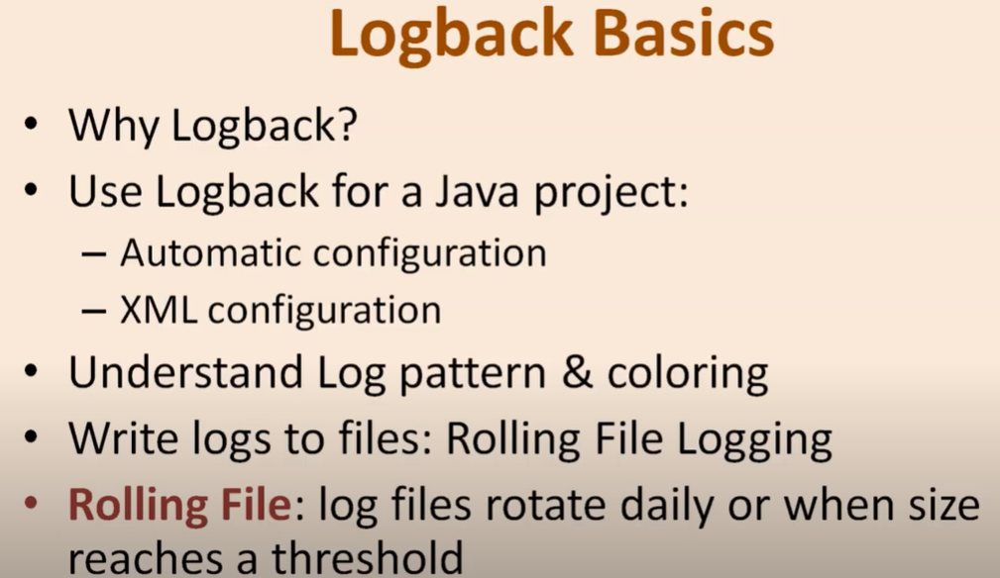 Logback Basics
• Why Logback?
• Use Logback for a Java project:
– Automatic configuration
– XML configuration
• Understand Log pattern & coloring
• Write logs to files: Rolling File Logging
• Rolling File: log files rotate daily or when size
reaches a threshold